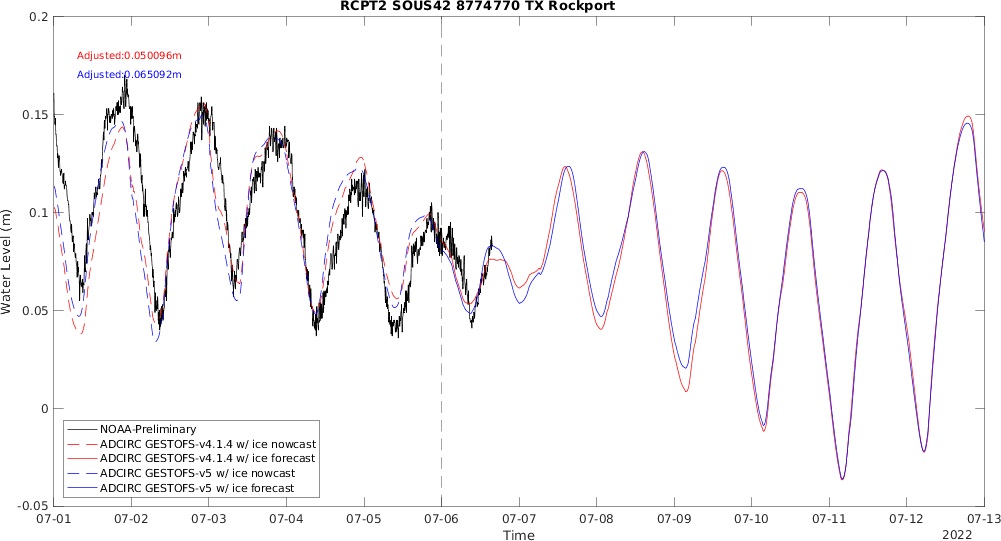 RCPT2 SOUS42 8774770 TX Rockport
0.2
Adjusted:0.050096m
Adjusted:0.065092m
0.15
0.1
Water Level (m)
0.05
0
NOAA-Preliminary
ADCIRC GESTOFS-v4.1.4 w/ ice nowcast
ADCIRC GESTOFS-v4.1.4 w/ ice forecast
ADCIRC GESTOFS-v5 w/ ice nowcast
ADCIRC GESTOFS-v5 w/ ice forecast
-0.05
07-01 07-02 07-03 07-04 07-05 07-06 07-07 07-08 07-09 07-10 07-11 07-12 07-13
Time
2022